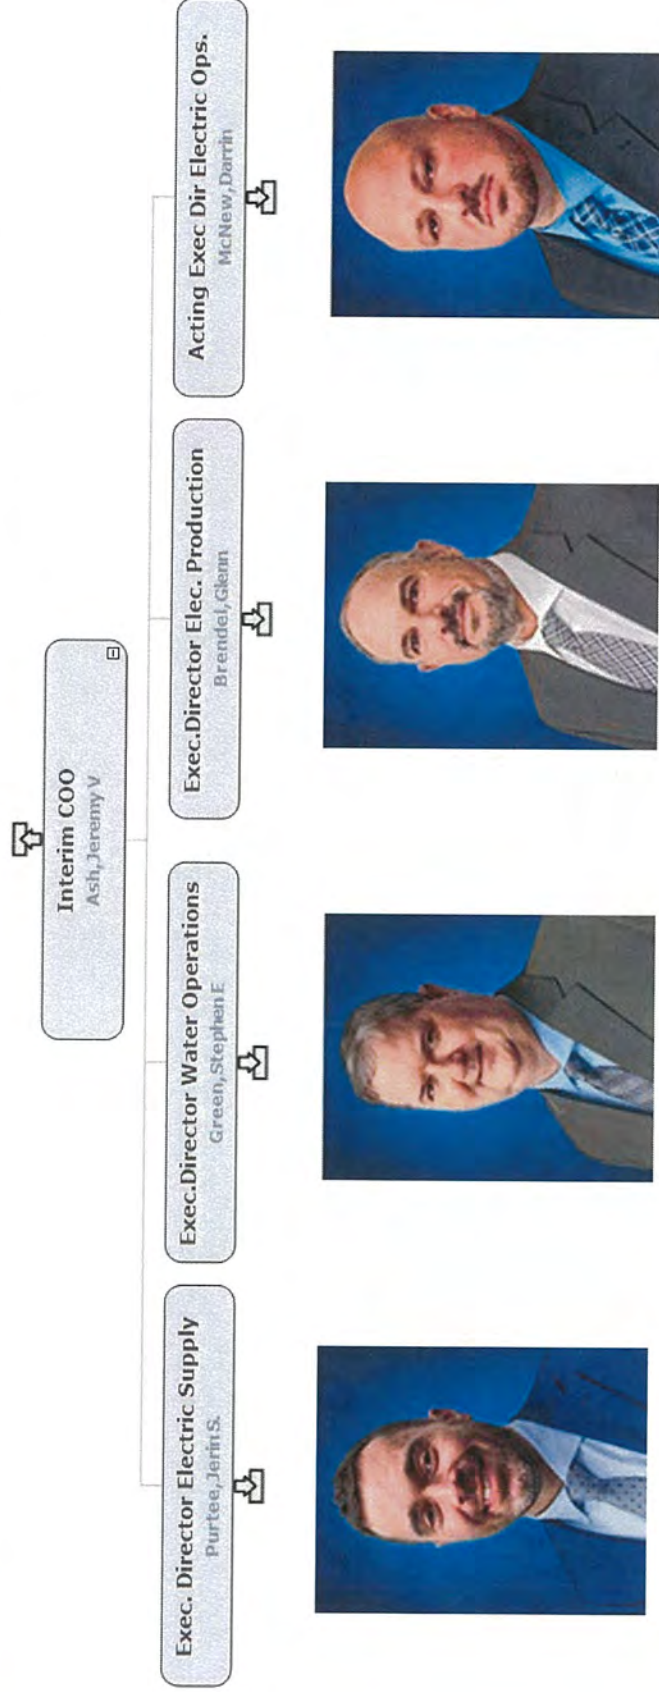 Interim COO
Ash,Jeremy V
Exec. Director Electric Supply
Purtee,Jerin S.
Exec.Director Water Operations
Green,Stephen E
Exec.Director Elec. Production
Brendel,Glenn
Acting Exec Dir Electric Ops.
McNew,Darrin